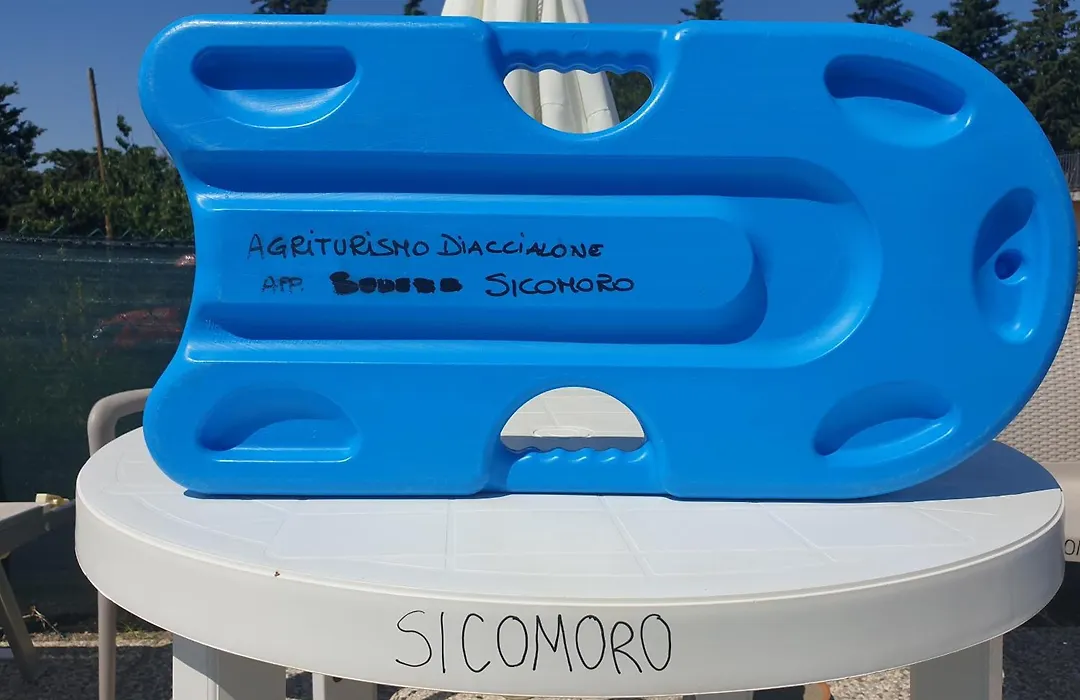 AGRITURISMO DIACCIALONE
APP. SICOMORO
SICOMORO